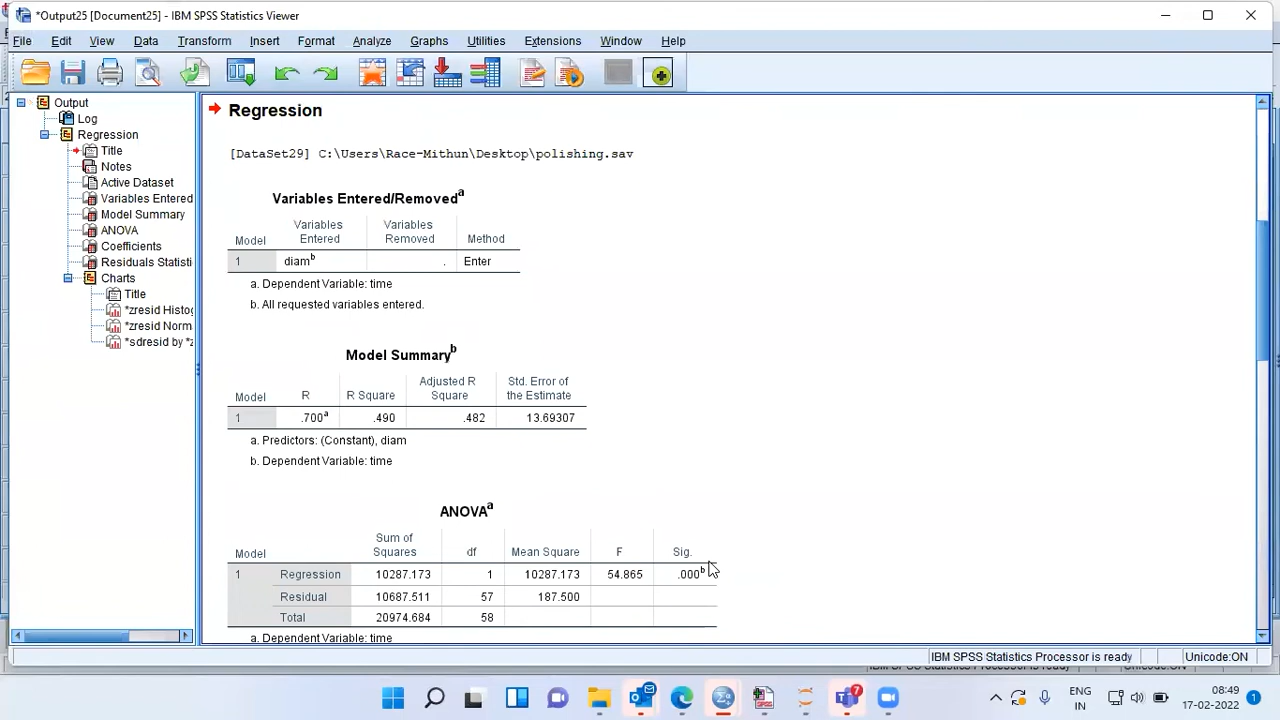 *Output25 [Document25] - IBM SPSS Statistics Viewer
File Edit View Data Transform Insert Format Analyze Graphs Utilities Extensions Window Help
Output
Log
Regression
Title
Notes
Active Dataset
Variables Entered
Model Summary
ANOVA
Coefficients
Residuals Statisti
Charts
Title
*zresid Histog
*zresid Norm
*sdresid by *z
Regression
[DataSet29] C:\Users\Race-Mithun\Desktop\polishing.sav
Variables Entered/Removedᵃ
Model Variables Entered Variables Removed Method
1 diamᵇ . Enter
a. Dependent Variable: time
b. All requested variables entered.
Model Summaryᵇ
Model R R Square Adjusted R Square Std. Error of the Estimate
1 .700ᵃ .490 .482 13.69307
a. Predictors: (Constant), diam
b. Dependent Variable: time
ANOVAᵃ
Model Sum of Squares df Mean Square F Sig.
1 Regression 10287.173 1 10287.173 54.865 .000ᵇ
Residual 10687.511 57 187.500
Total 20974.684 58
a. Dependent Variable: time
IBM SPSS Statistics Processor is ready Unicode:ON
SPSS
7
ENG
IN
08:49
17-02-2022
1